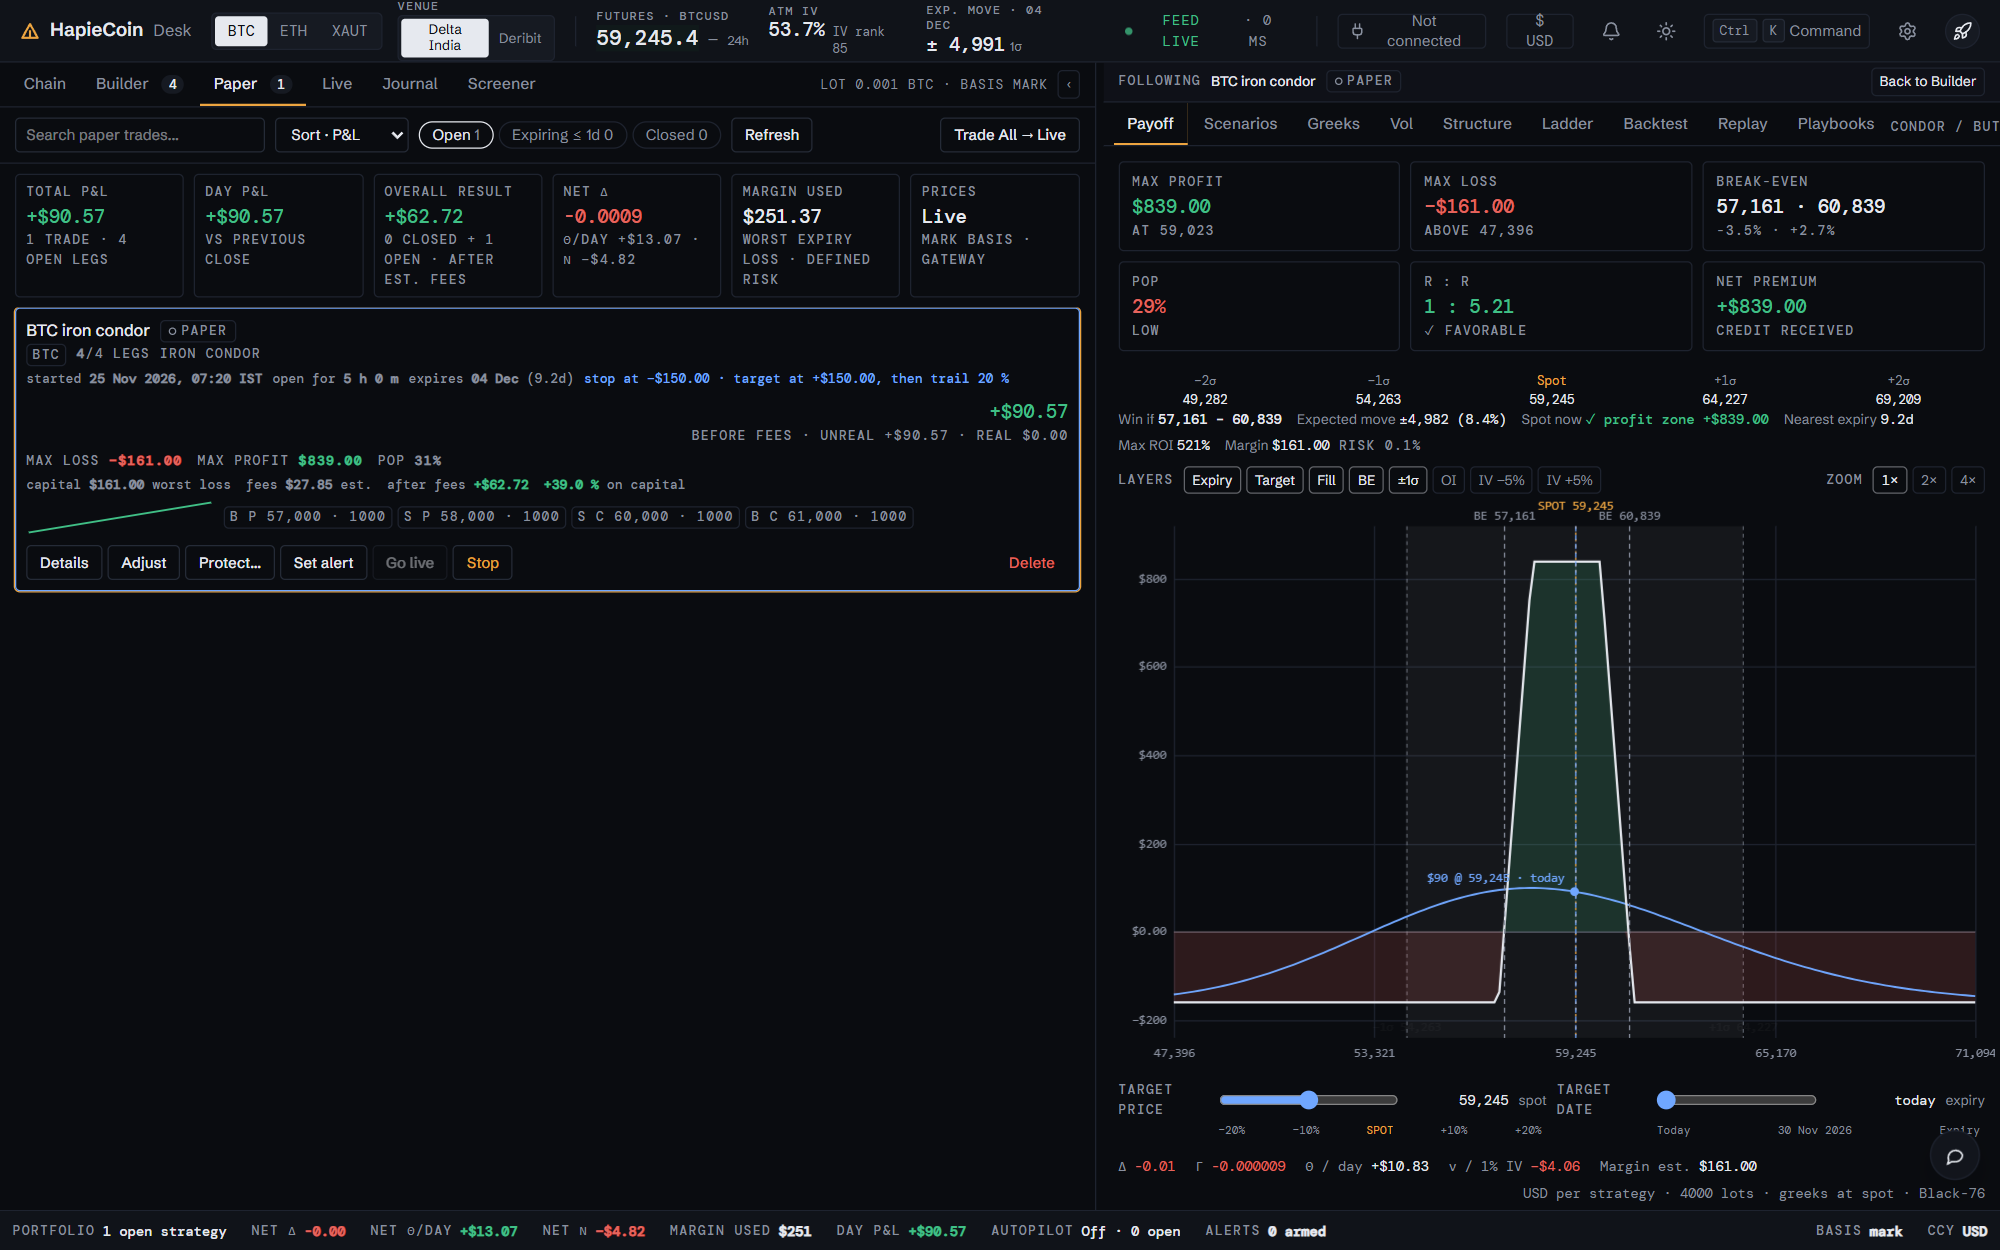 HapieCoin Desk
BTC ETH XAUT
VENUE
Delta India
Deribit
FUTURES · BTCUSD
59,245.4 — 24h
ATM IV
53.7% IV rank 85
EXP. MOVE · 04 DEC
± 4,991 1σ
FEED LIVE · 0 MS
Not connected
$ USD
Ctrl K Command
Chain Builder 4 Paper 1 Live Journal Screener
LOT 0.001 BTC · BASIS MARK
Search paper trades...
Sort · P&L
Open 1
Expiring ≤ 1d 0
Closed 0
Refresh
Trade All → Live
TOTAL P&L
+$90.57
1 TRADE · 4 OPEN LEGS
DAY P&L
+$90.57
VS PREVIOUS CLOSE
OVERALL RESULT
+$62.72
0 CLOSED + 1 OPEN · AFTER EST. FEES
NET Δ
-0.0009
Θ/DAY +$13.07 · N −$4.82
MARGIN USED
$251.37
WORST EXPIRY LOSS · DEFINED RISK
PRICES
Live
MARK BASIS · GATEWAY
BTC iron condor PAPER
BTC 4/4 LEGS IRON CONDOR
started 25 Nov 2026, 07:20 IST open for 5 h 0 m expires 04 Dec (9.2d) stop at −$150.00 · target at +$150.00, then trail 20 %
+$90.57
BEFORE FEES · UNREAL +$90.57 · REAL $0.00
MAX LOSS −$161.00 MAX PROFIT $839.00 POP 31%
capital $161.00 worst loss fees $27.85 est. after fees +$62.72 +39.0 % on capital
B P 57,000 · 1000 S P 58,000 · 1000 S C 60,000 · 1000 B C 61,000 · 1000
Details Adjust Protect... Set alert Go live Stop Delete
FOLLOWING BTC iron condor PAPER
Back to Builder
Payoff Scenarios Greeks Vol Structure Ladder Backtest Replay Playbooks CONDOR / BUT
MAX PROFIT
$839.00
AT 59,023
MAX LOSS
−$161.00
ABOVE 47,396
BREAK-EVEN
57,161 · 60,839
-3.5% · +2.7%
POP
29%
LOW
R : R
1 : 5.21
✓ FAVORABLE
NET PREMIUM
+$839.00
CREDIT RECEIVED
−2σ −1σ Spot +1σ +2σ
49,282 54,263 59,245 64,227 69,209
Win if 57,161 – 60,839 Expected move ±4,982 (8.4%) Spot now ✓ profit zone +$839.00 Nearest expiry 9.2d
Max ROI 521% Margin $161.00 RISK 0.1%
LAYERS Expiry Target Fill BE ±1σ OI IV −5% IV +5%
ZOOM 1× 2× 4×
SPOT 59,245
BE 57,161 BE 60,839
$800
$600
$400
$200
$0.00
−$200
$90 @ 59,245 · today
47,396 53,321 59,245 65,170 71,094
TARGET PRICE
59,245 spot
−20% −10% SPOT +10% +20%
TARGET DATE
today expiry
Today 30 Nov 2026 Expiry
Δ -0.01 Γ -0.000009 Θ / day +$10.83 ν / 1% IV −$4.06 Margin est. $161.00
USD per strategy · 4000 lots · greeks at spot · Black-76
PORTFOLIO 1 open strategy NET Δ -0.00 NET Θ/DAY +$13.07 NET N −$4.82 MARGIN USED $251 DAY P&L +$90.57 AUTOPILOT Off · 0 open ALERTS 0 armed
BASIS mark CCY USD